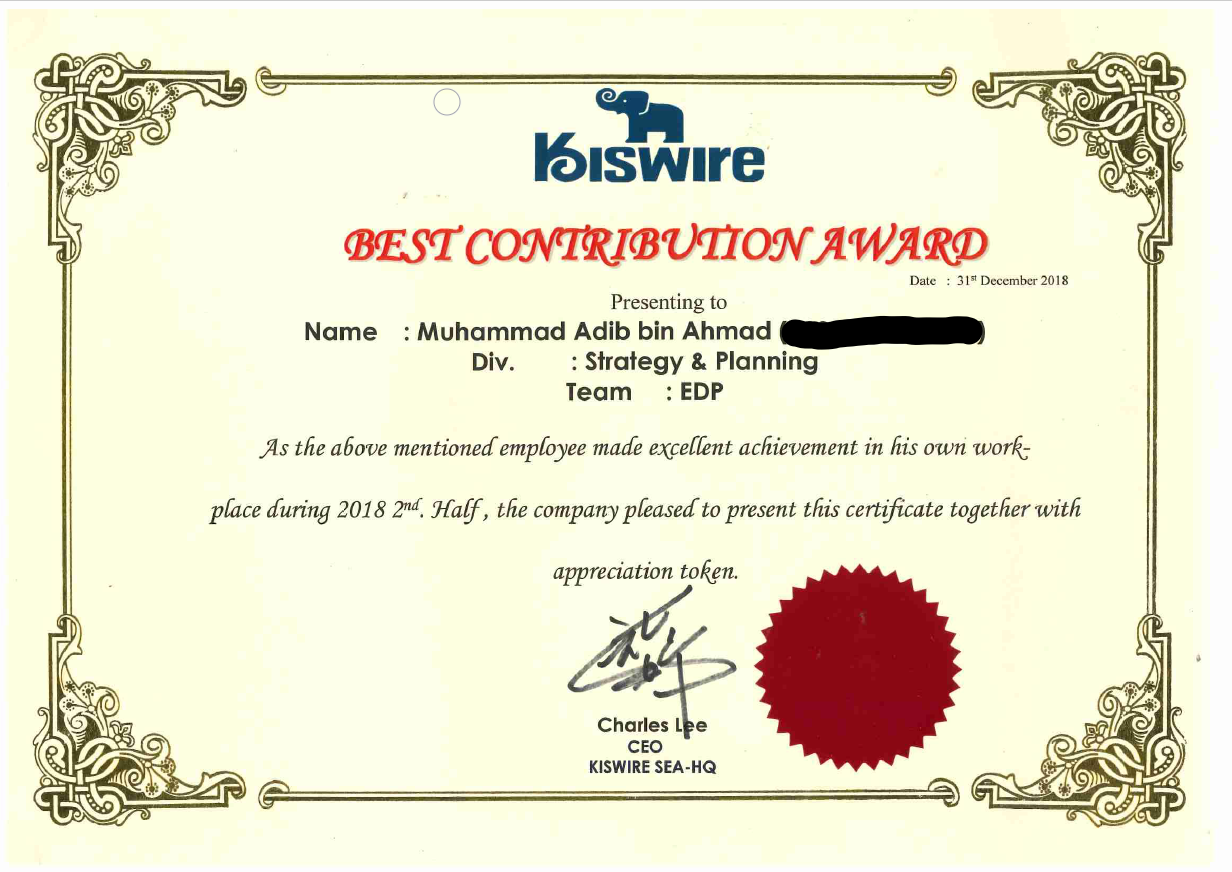 KISWIRE
BEST CONTRIBUTION AWARD
Date : 31st December 2018
Presenting to
Name : Muhammad Adib bin Ahmad ( )
Div. : Strategy & Planning
Team : EDP
As the above mentioned employee made excellent achievement in his own work-
place during 2018 2nd. Half, the company pleased to present this certificate together with
appreciation token.
Charles Lee
CEO
KISWIRE SEA-HQ